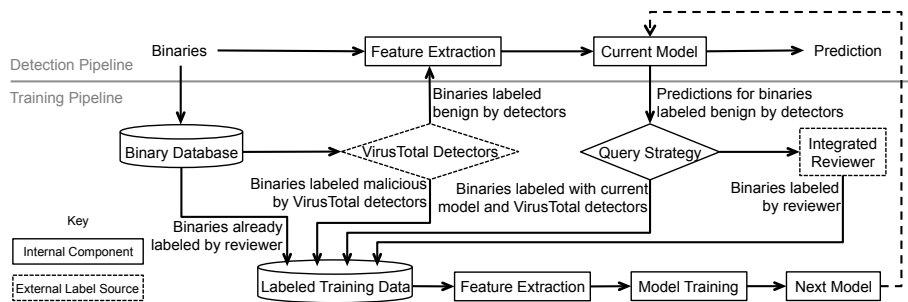 Binaries
Feature Extraction
Current Model
Prediction
Detection Pipeline
Training Pipeline
Binaries labeled
benign by detectors
Predictions for binaries
labeled benign by detectors
Binary Database
VirusTotal Detectors
Query Strategy
Integrated
Reviewer
Binaries labeled malicious
by VirusTotal detectors
Binaries labeled with current
model and VirusTotal detectors
Binaries labeled
by reviewer
Binaries already
labeled by reviewer
Key
Internal Component
External Label Source
Labeled Training Data
Feature Extraction
Model Training
Next Model